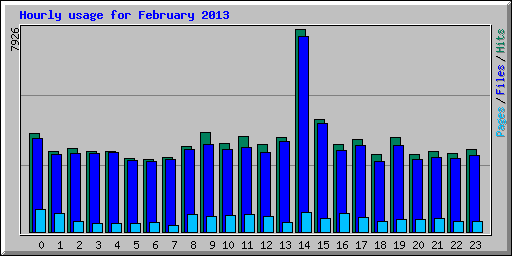 Hourly usage for February 2013
7926
Pages / Files / Hits
0 1 2 3 4 5 6 7 8 9 10 11 12 13 14 15 16 17 18 19 20 21 22 23